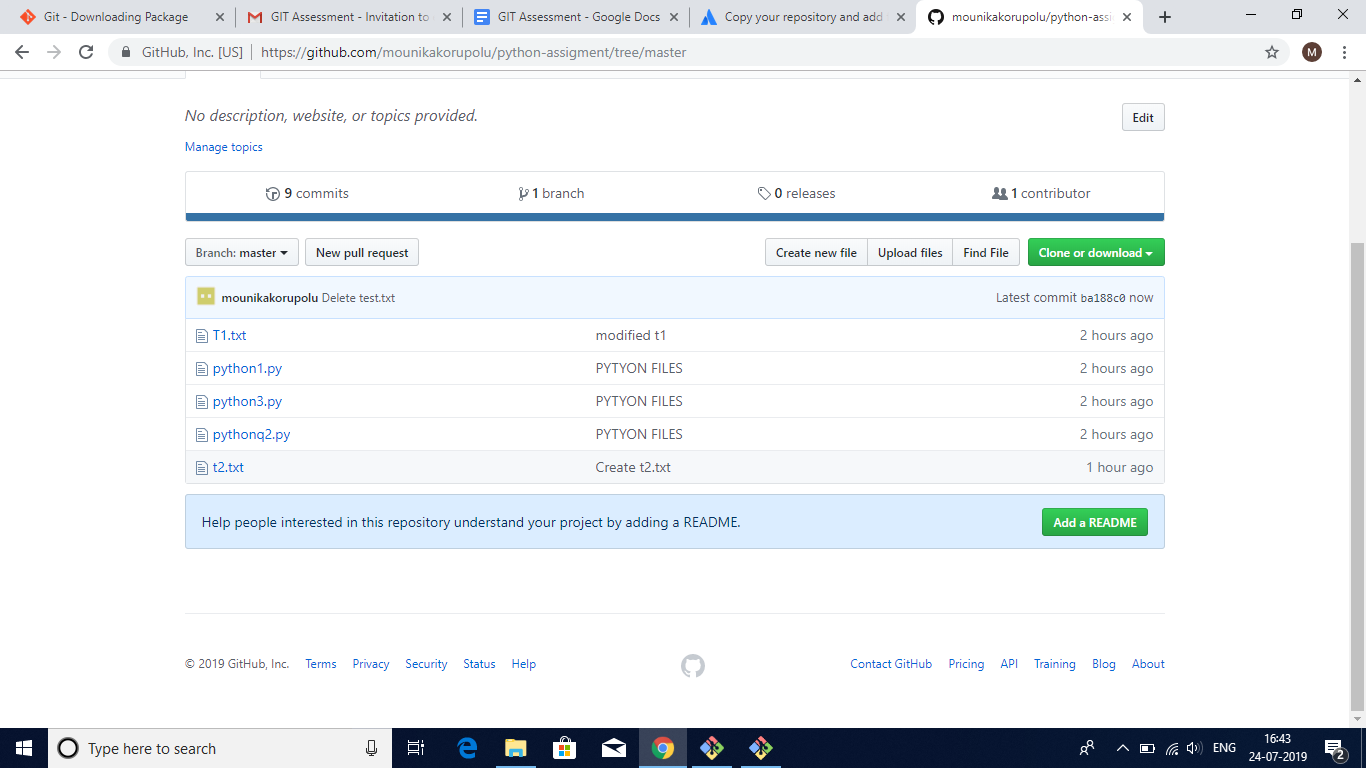 Git - Downloading Package
GIT Assessment - Invitation to
GIT Assessment - Google Docs
Copy your repository and add
mounikakorupolu/python-assi
GitHub, Inc. [US] https://github.com/mounikakorupolu/python-assigment/tree/master
M
No description, website, or topics provided.
Edit
Manage topics
9 commits
1 branch
0 releases
1 contributor
Branch: master
New pull request
Create new file
Upload files
Find File
Clone or download
mounikakorupolu Delete test.txt
Latest commit ba188c0 now
T1.txt modified t1 2 hours ago
python1.py PYTYON FILES 2 hours ago
python3.py PYTYON FILES 2 hours ago
pythonq2.py PYTYON FILES 2 hours ago
t2.txt Create t2.txt 1 hour ago
Help people interested in this repository understand your project by adding a README.
Add a README
© 2019 GitHub, Inc. Terms Privacy Security Status Help
Contact GitHub Pricing API Training Blog About
Type here to search
ENG
16:43
24-07-2019
2